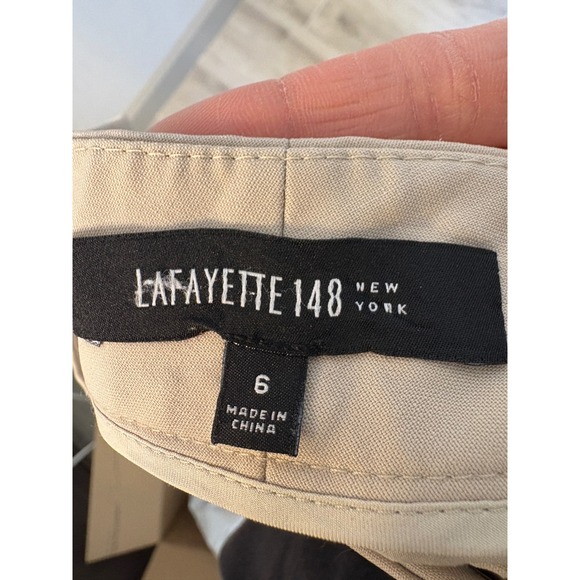 LAFAYETTE 148 NEW YORK
6
MADE IN
CHINA